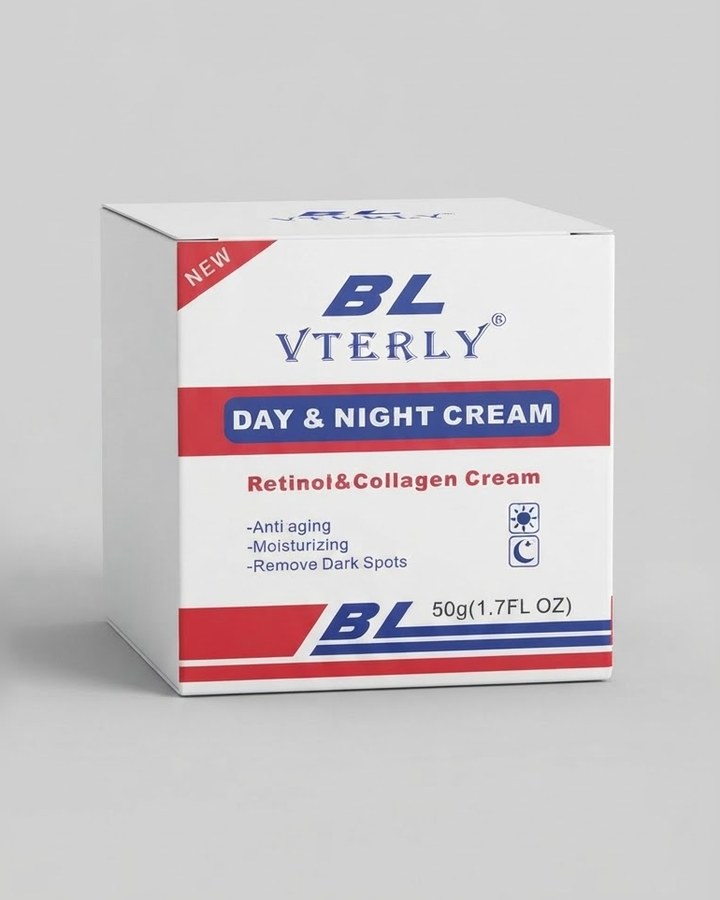 BL
VTERLY
NEW
BL
VTERLY®
DAY & NIGHT CREAM
Retinol&Collagen Cream
-Anti aging
-Moisturizing
-Remove Dark Spots
BL 50g(1.7FL OZ)